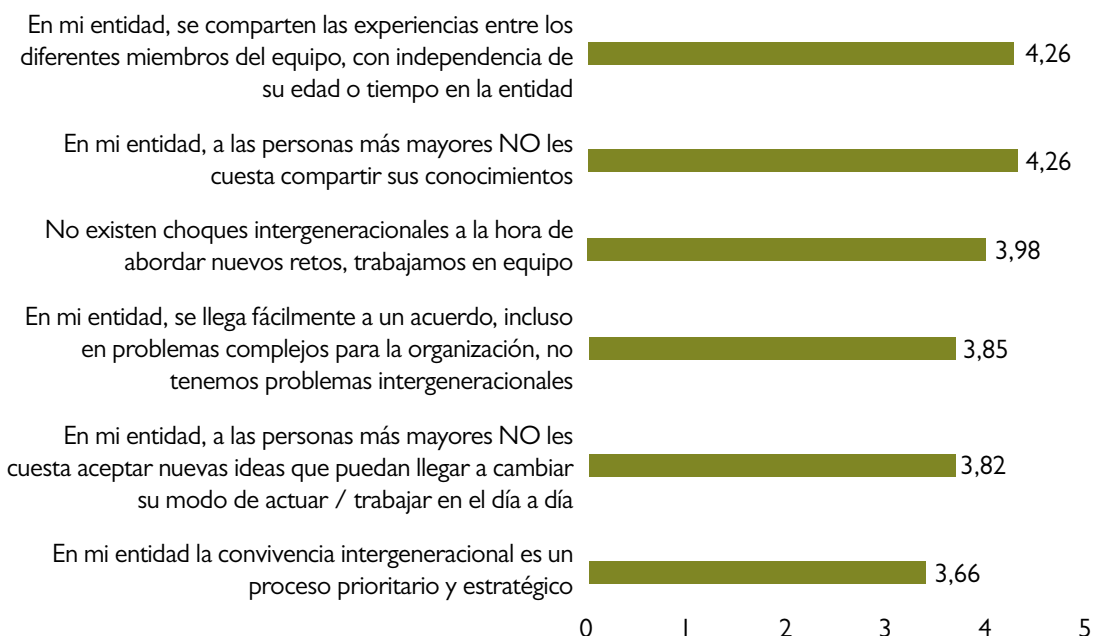 En mi entidad, se comparten las experiencias entre los
diferentes miembros del equipo, con independencia de
su edad o tiempo en la entidad
4,26
En mi entidad, a las personas más mayores NO les
cuesta compartir sus conocimientos
4,26
No existen choques intergeneracionales a la hora de
abordar nuevos retos, trabajamos en equipo
3,98
En mi entidad, se llega fácilmente a un acuerdo, incluso
en problemas complejos para la organización, no
tenemos problemas intergeneracionales
3,85
En mi entidad, a las personas más mayores NO les
cuesta aceptar nuevas ideas que puedan llegar a cambiar
su modo de actuar / trabajar en el día a día
3,82
En mi entidad la convivencia intergeneracional es un
proceso prioritario y estratégico
3,66
0 1 2 3 4 5